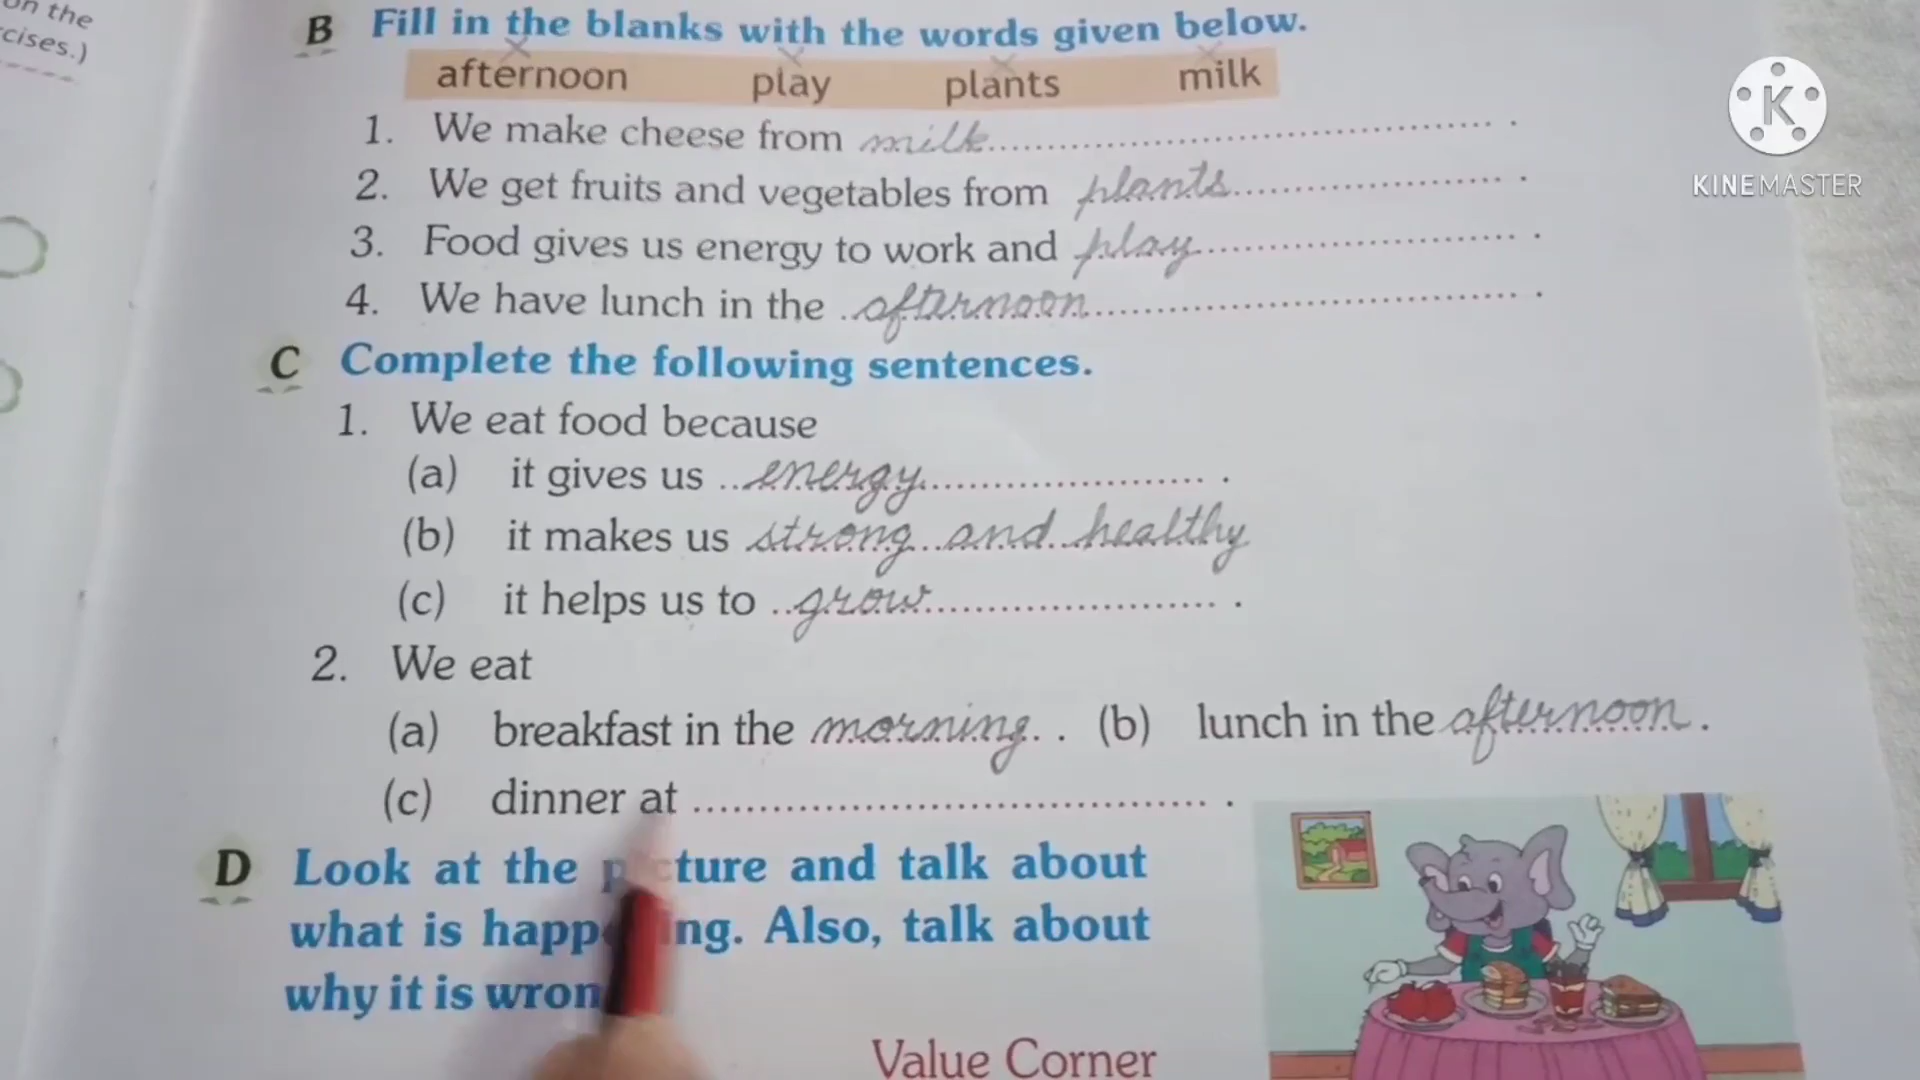 on the
cises.)
B Fill in the blanks with the words given below.
afternoon play plants milk
1. We make cheese from milk.
2. We get fruits and vegetables from plants.
3. Food gives us energy to work and play.
4. We have lunch in the afternoon.
C Complete the following sentences.
1. We eat food because
(a) it gives us energy.
(b) it makes us strong and healthy
(c) it helps us to grow.
2. We eat
(a) breakfast in the morning. (b) lunch in the afternoon.
(c) dinner at .
D Look at the picture and talk about
what is happening. Also, talk about
why it is wron
Value Corner
K
KINEMASTER